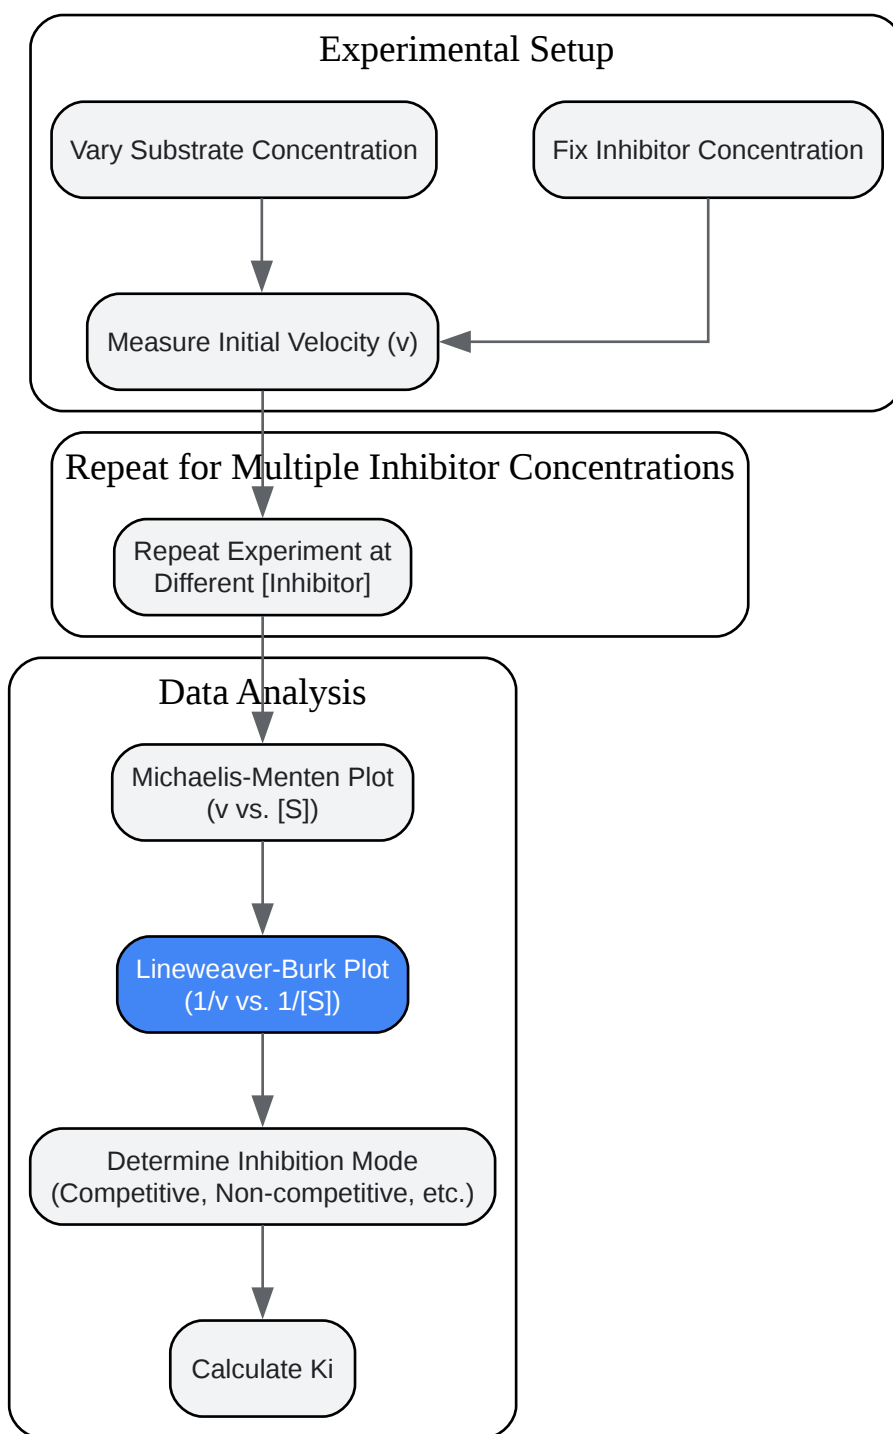 Experimental Setup
Vary Substrate Concentration
Fix Inhibitor Concentration
Measure Initial Velocity (v)
Repeat for Multiple Inhibitor Concentrations
Repeat Experiment at
Different [Inhibitor]
Data Analysis
Michaelis-Menten Plot
(v vs. [S])
Lineweaver-Burk Plot
(1/v vs. 1/[S])
Determine Inhibition Mode
(Competitive, Non-competitive, etc.)
Calculate Ki